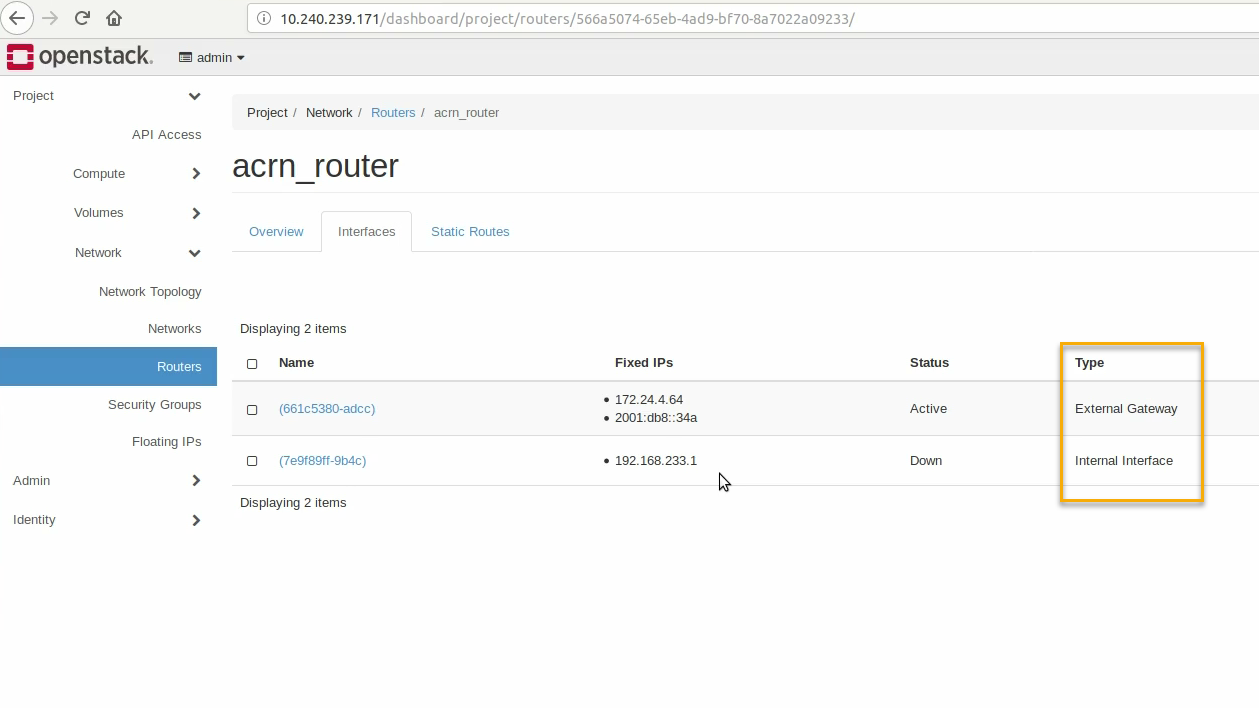 10.240.239.171/dashboard/project/routers/566a5074-65eb-4ad9-bf70-8a7022a09233/
openstack. admin
Project
API Access
Compute
Volumes
Network
Network Topology
Networks
Routers
Security Groups
Floating IPs
Admin
Identity
Project / Network / Routers / acrn_router
acrn_router
Overview Interfaces Static Routes
Displaying 2 items
Name Fixed IPs Status Type
(661c5380-adcc) • 172.24.4.64 Active External Gateway
• 2001:db8::34a
(7e9f89ff-9b4c) • 192.168.233.1 Down Internal Interface
Displaying 2 items